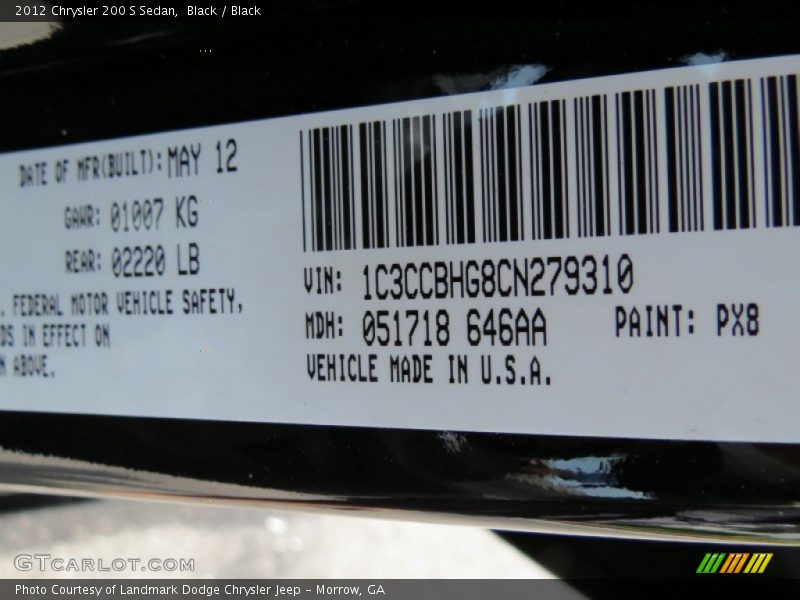 2012 Chrysler 200 S Sedan, Black / Black
DATE OF MFR(BUILT): MAY 12
GAWR: 01007 KG
REAR: 02220 LB
. FEDERAL MOTOR VEHICLE SAFETY,
DS IN EFFECT ON
N ABOVE.
VIN: 1C3CCBHG8CN279310
MDH: 051718 646AA PAINT: PX8
VEHICLE MADE IN U.S.A.
GTCARLOT.COM
Photo Courtesy of Landmark Dodge Chrysler Jeep - Morrow, GA